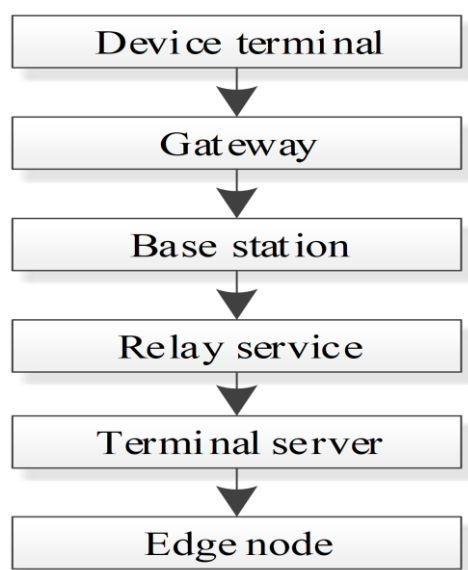 Device terminal
Gateway
Base station
Relay service
Terminal server
Edge node